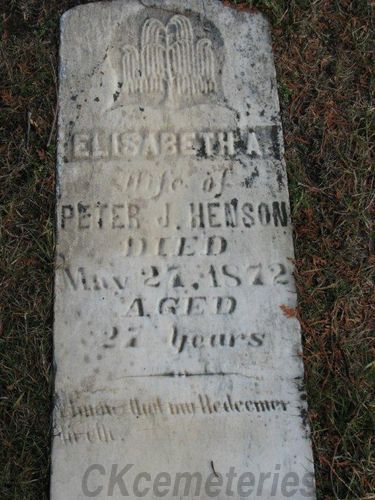 ELISABETH A.
Wife of
PETER J. HENSON
DIED
May 27, 1872
AGED
27 Years
I know that my Redeemer
liveth.
CKcemeteries